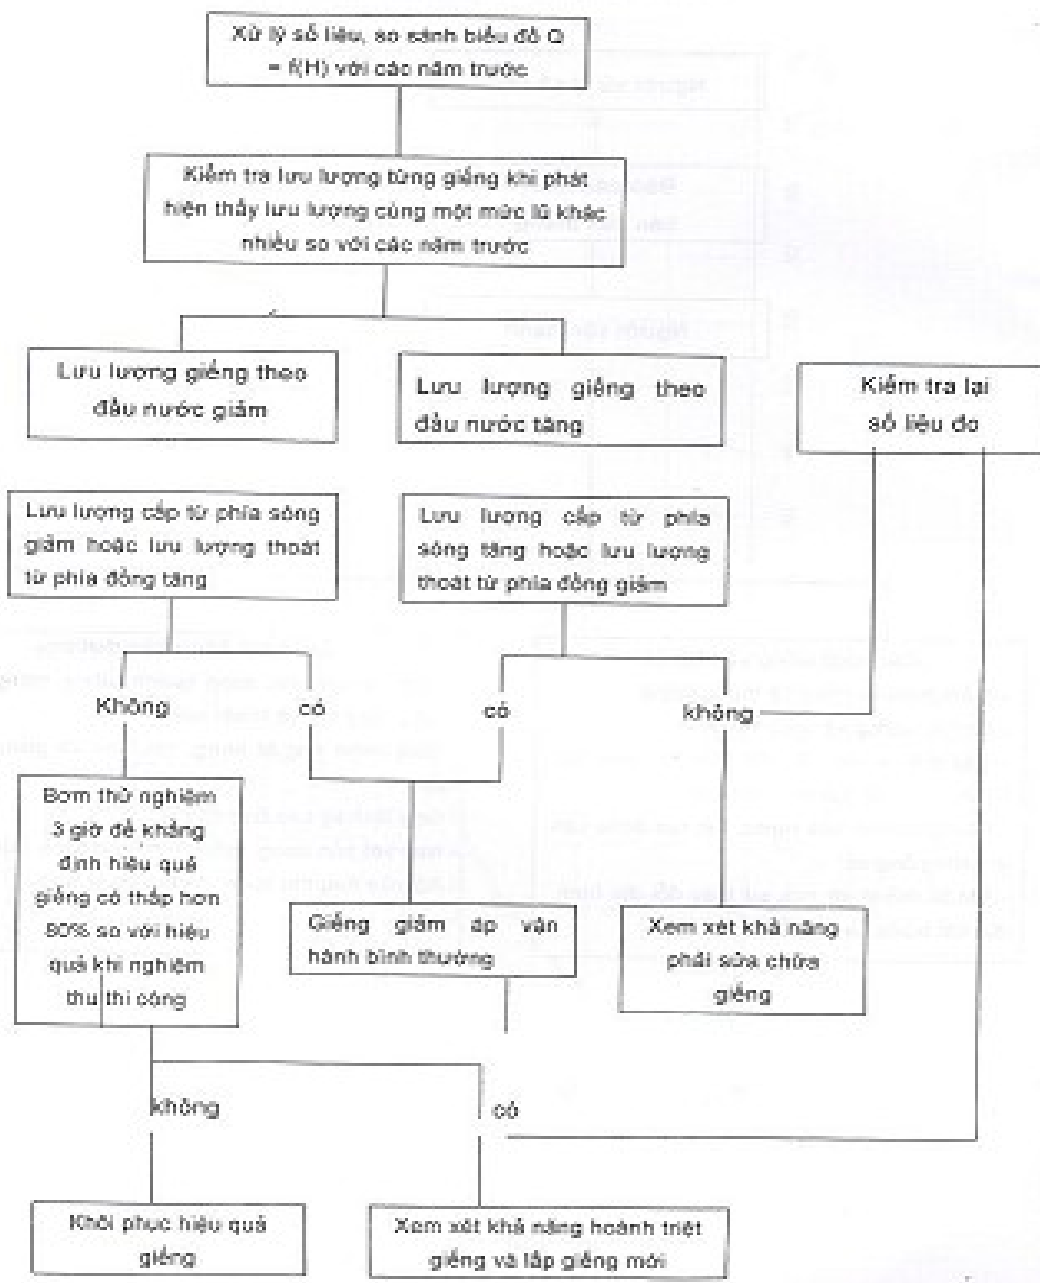 Xử lý số liệu, so sánh biểu đồ Q
= f(H) với các năm trước
Kiểm tra lưu lượng từng giếng khi phát
hiện thấy lưu lượng cùng một mức lũ khác
nhiều so với các năm trước
Lưu lượng giếng theo
đầu nước giảm
Lưu lượng giếng theo
đầu nước tăng
Kiểm tra lại
số liệu đo
Lưu lượng cấp từ phía sông
giảm hoặc lưu lượng thoát
từ phía đồng tăng
Lưu lượng cấp từ phía
sông tăng hoặc lưu lượng
thoát từ phía đồng giảm
Không
có
có
không
Bơm thử nghiệm
3 giờ để khẳng
định hiệu quả
giếng có thấp hơn
80% so với hiệu
quả khi nghiệm
thu thi công
Giếng giảm áp vận
hành bình thường
Xem xét khả năng
phải sửa chữa
giếng
không
có
Khôi phục hiệu quả
giếng
Xem xét khả năng hoành triệt
giếng và lắp giếng mới